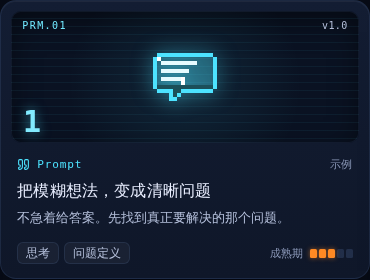 PRM.01 v1.0
1
Prompt 示例
把模糊想法，变成清晰问题
不急着给答案。先找到真正要解决的那个问题。
思考 问题定义 成熟期